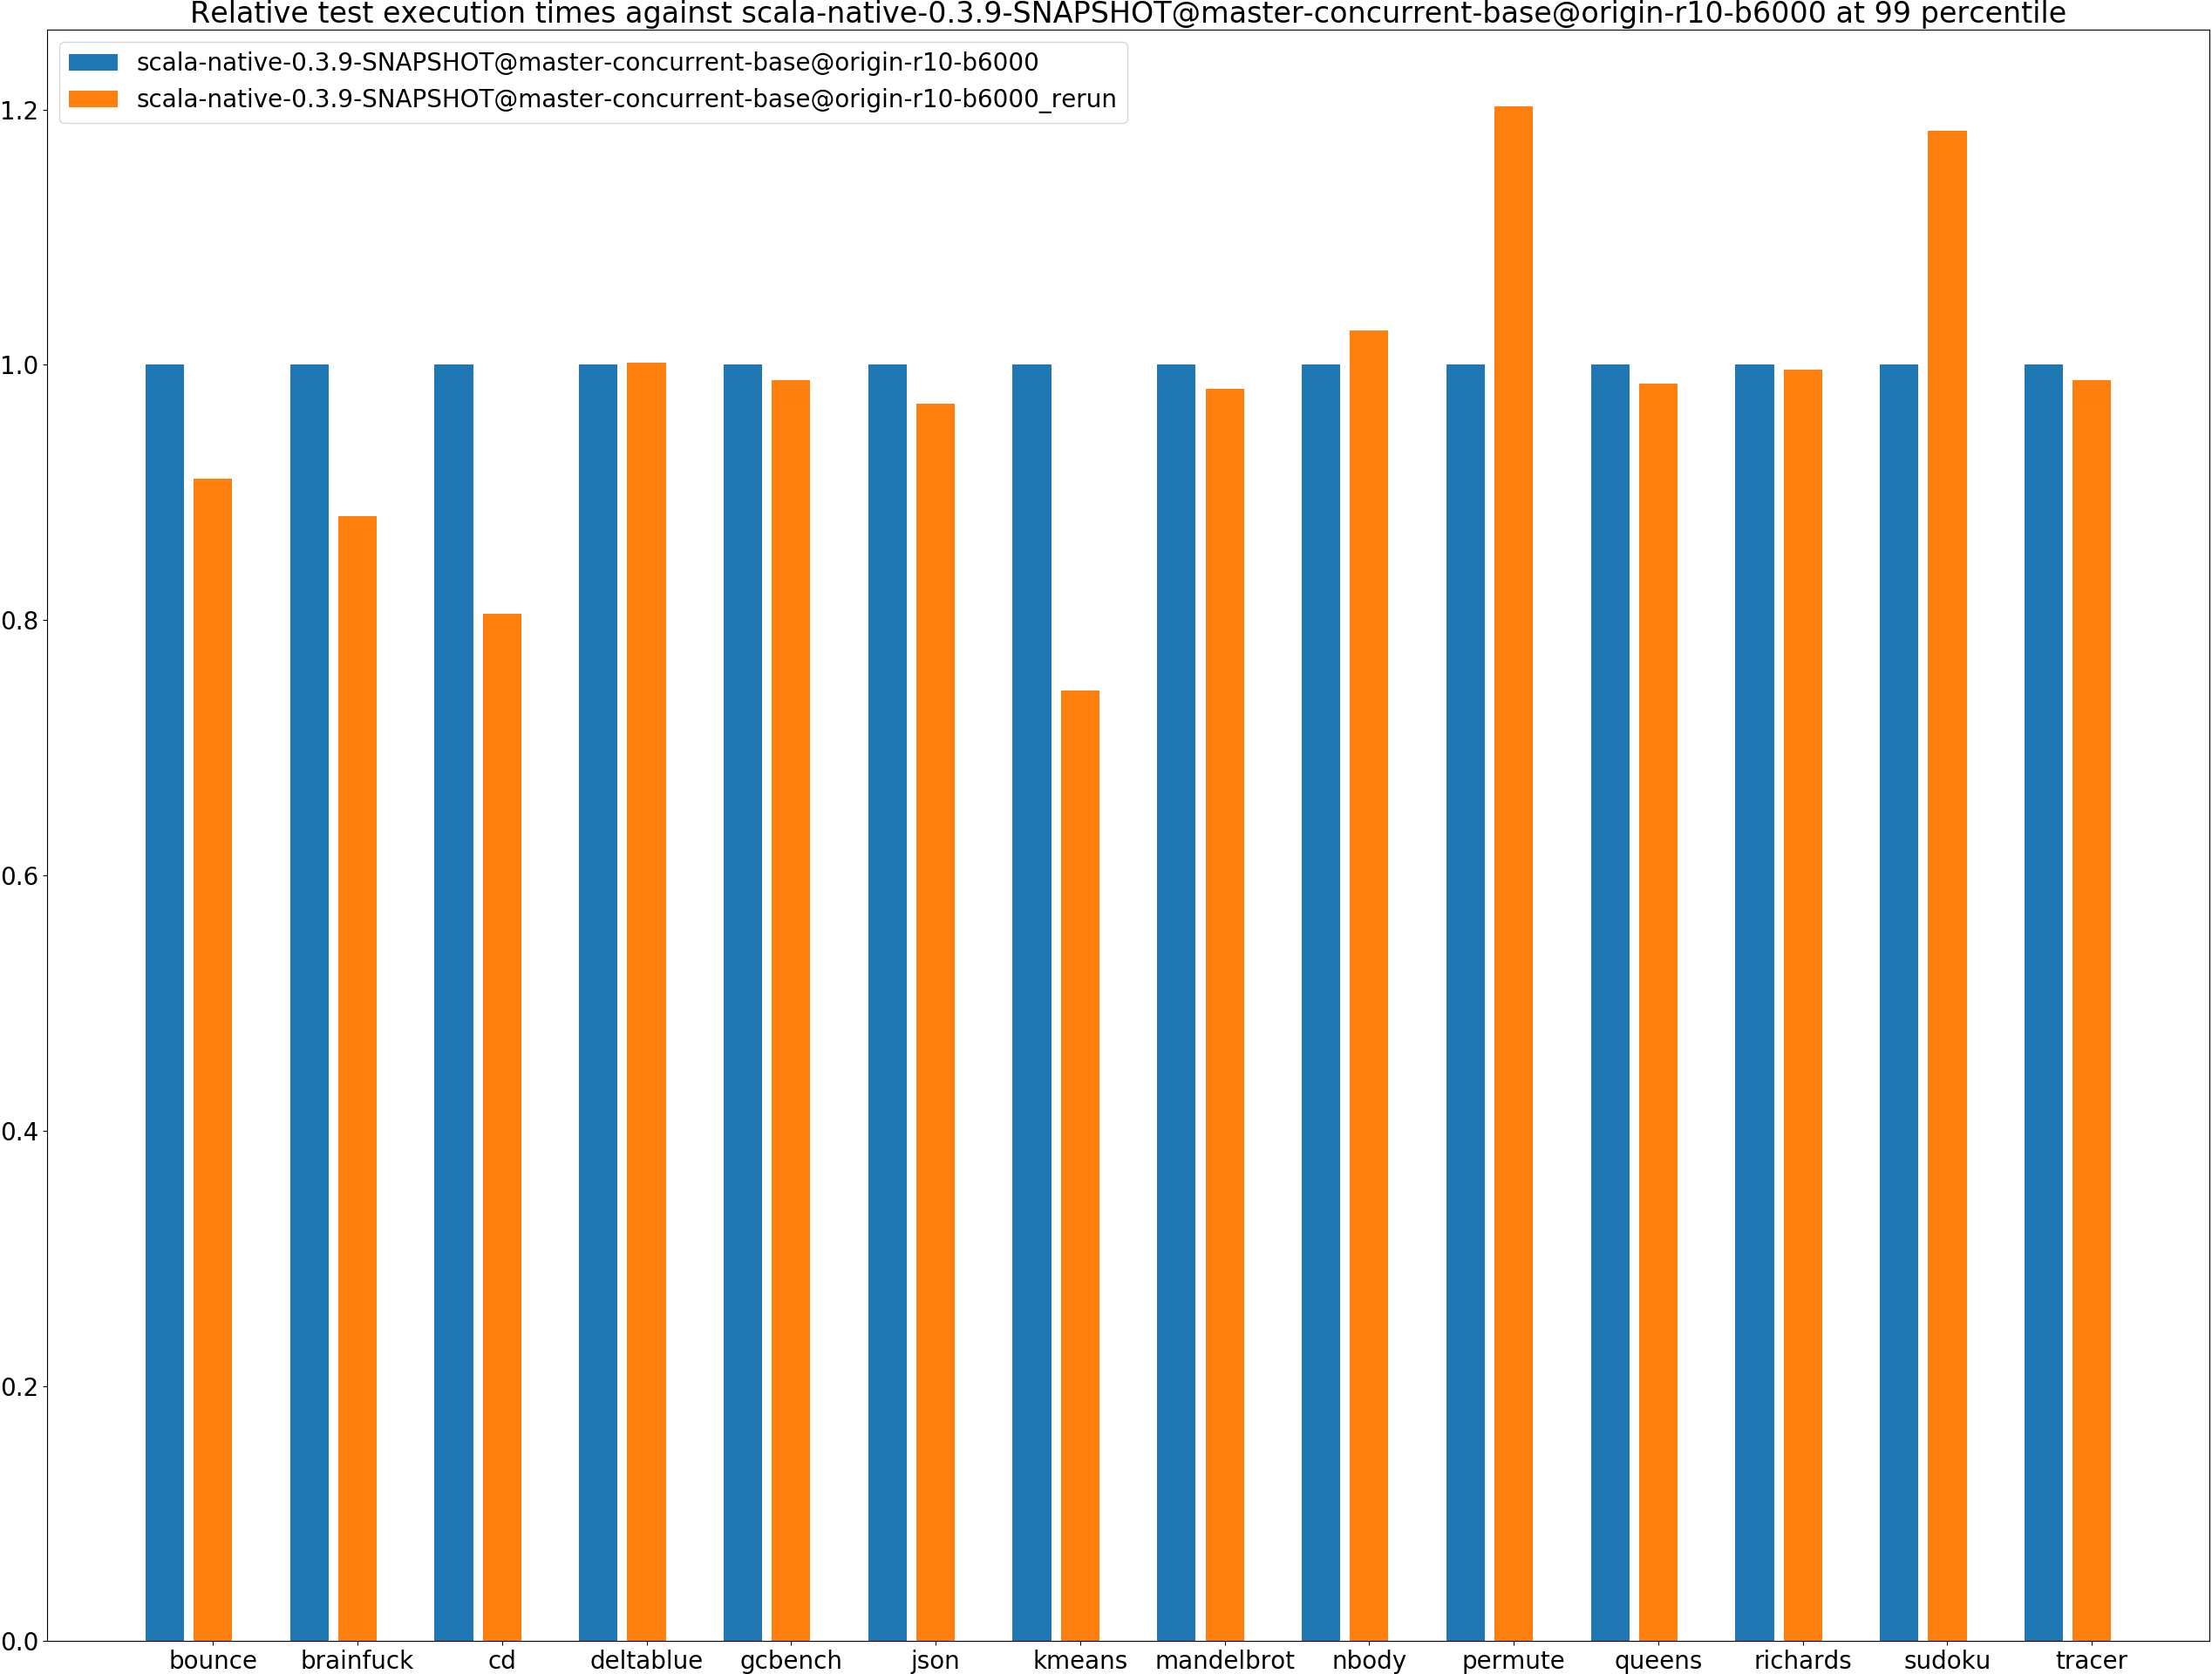 Relative test execution times against scala-native-0.3.9-SNAPSHOT@master-concurrent-base@origin-r10-b6000 at 99 percentile
scala-native-0.3.9-SNAPSHOT@master-concurrent-base@origin-r10-b6000
scala-native-0.3.9-SNAPSHOT@master-concurrent-base@origin-r10-b6000_rerun
1.2
1.0
0.8
0.6
0.4
0.2
0.0
bounce brainfuck cd deltablue gcbench json kmeans mandelbrot nbody permute queens richards sudoku tracer